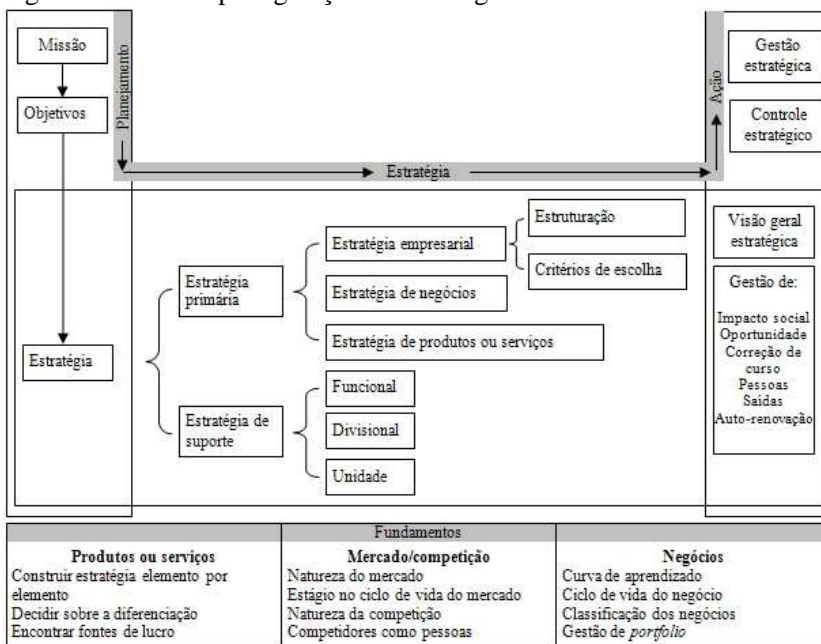 Missão
Objetivos
Planejamento
Estratégia
Ação
Gestão
estratégica
Controle
estratégico
Estratégia
Estratégia
primária
Estratégia empresarial
Estruturação
Critérios de escolha
Estratégia de negócios
Estratégia de produtos ou serviços
Estratégia de
suporte
Funcional
Divisional
Unidade
Visão geral
estratégica
Gestão de:
Impacto social
Oportunidade
Correção de
curso
Pessoas
Saídas
Auto-renovação
Fundamentos
Produtos ou serviços
Construir estratégia elemento por
elemento
Decidir sobre a diferenciação
Encontrar fontes de lucro
Mercado/competição
Natureza do mercado
Estágio no ciclo de vida do mercado
Natureza da competição
Competidores como pessoas
Negócios
Curva de aprendizado
Ciclo de vida do negócio
Classificação dos negócios
Gestão de portfolio